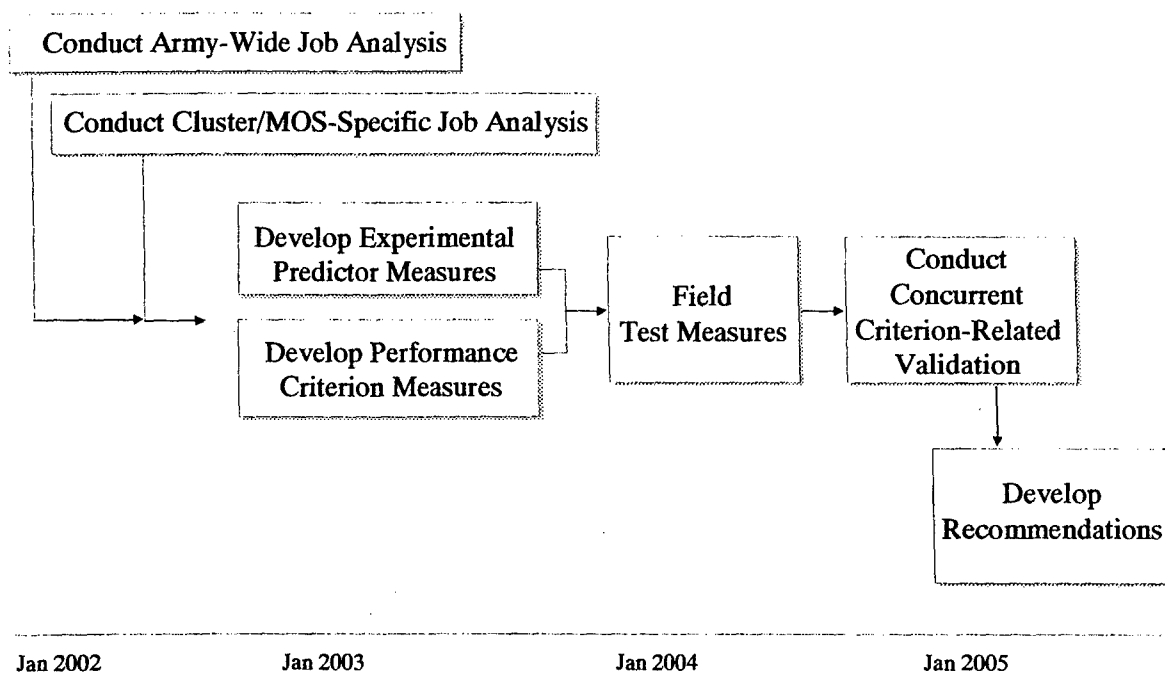 Conduct Army-Wide Job Analysis
Conduct Cluster/MOS-Specific Job Analysis
Develop Experimental
Predictor Measures
Develop Performance
Criterion Measures
Field
Test Measures
Conduct
Concurrent
Criterion-Related
Validation
Develop
Recommendations
Jan 2002
Jan 2003
Jan 2004
Jan 2005